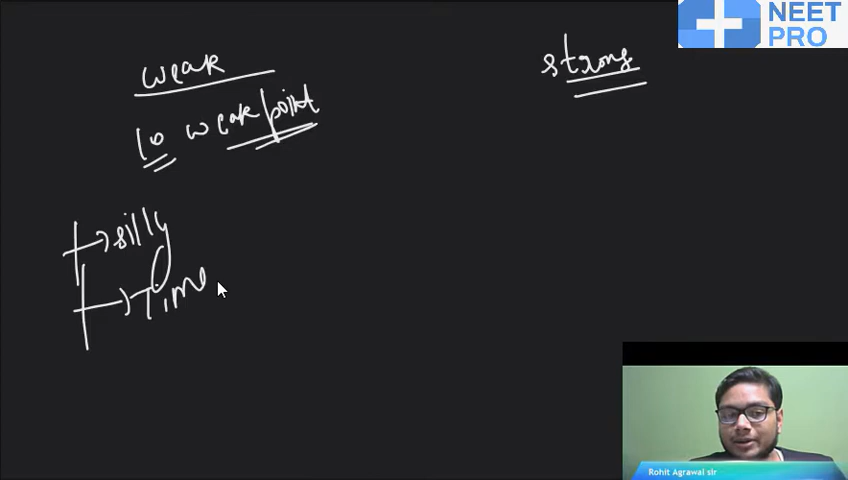 weak
strong
10 weak point
→ silly
→ Time
NEET
PRO
Rohit Agrawal sir